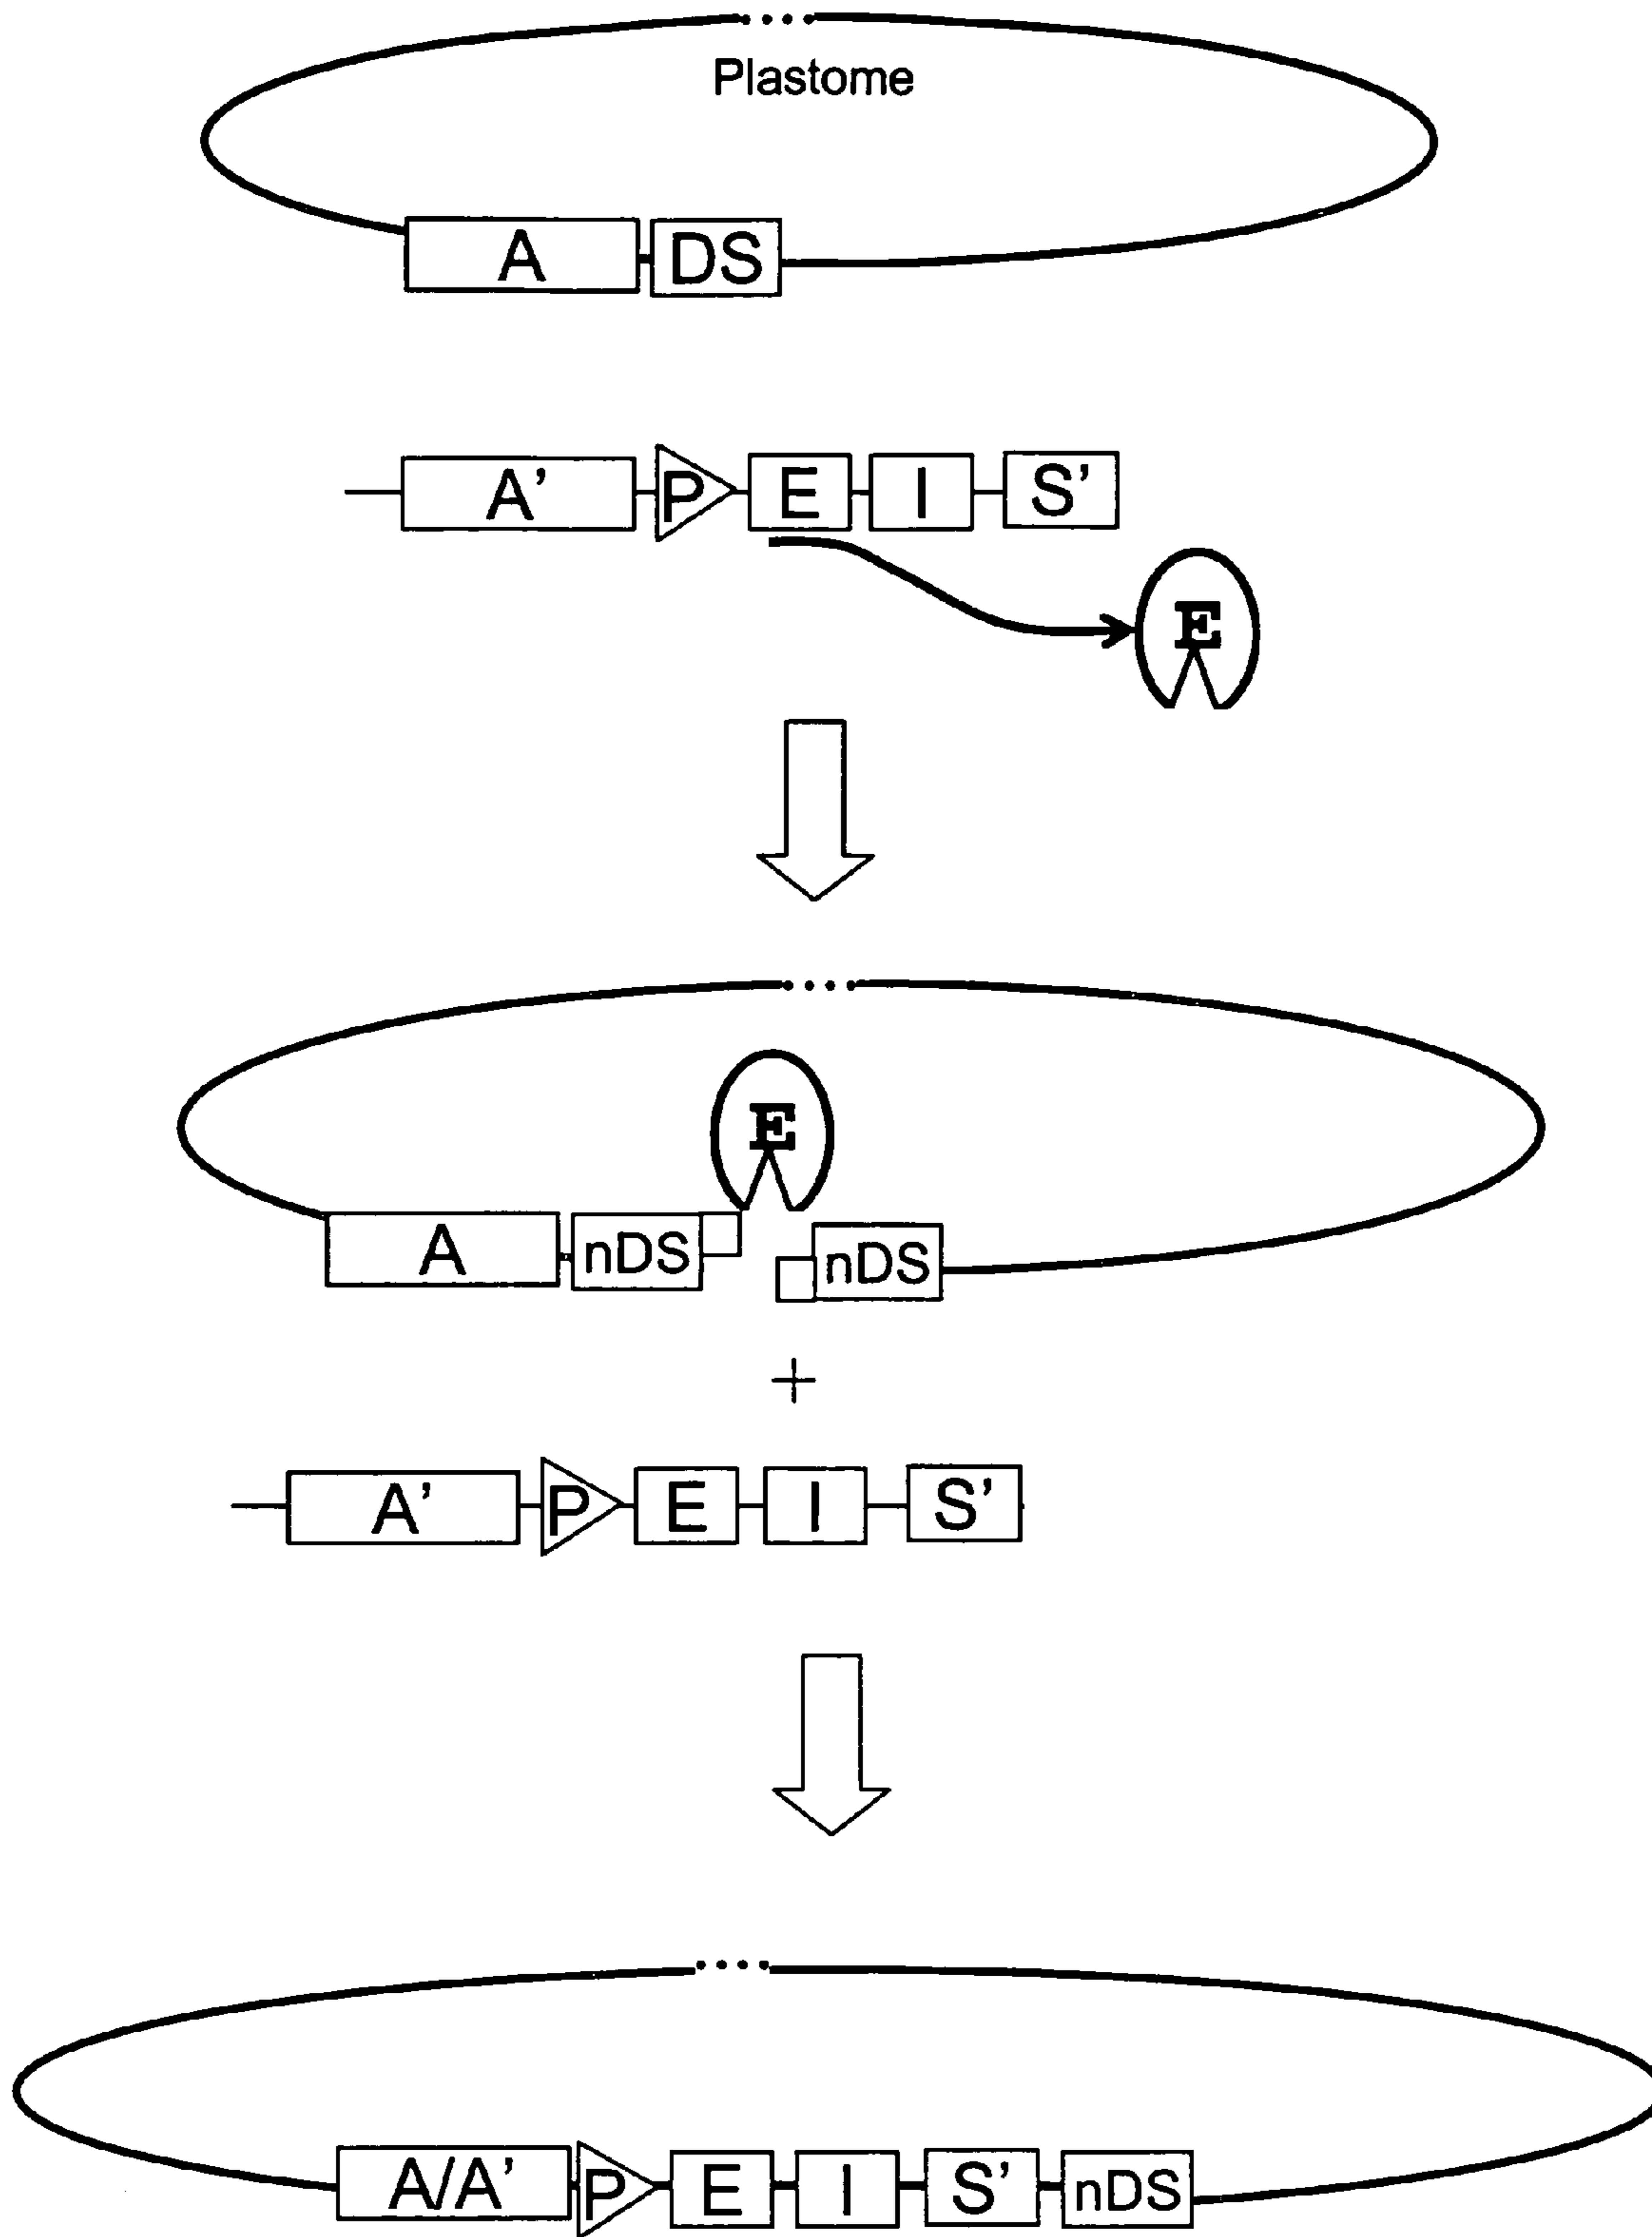 Plastome
A DS
A' P E I S'
E
E
A nDS nDS
+
A' P E I S'
A/A' P E I S' nDS